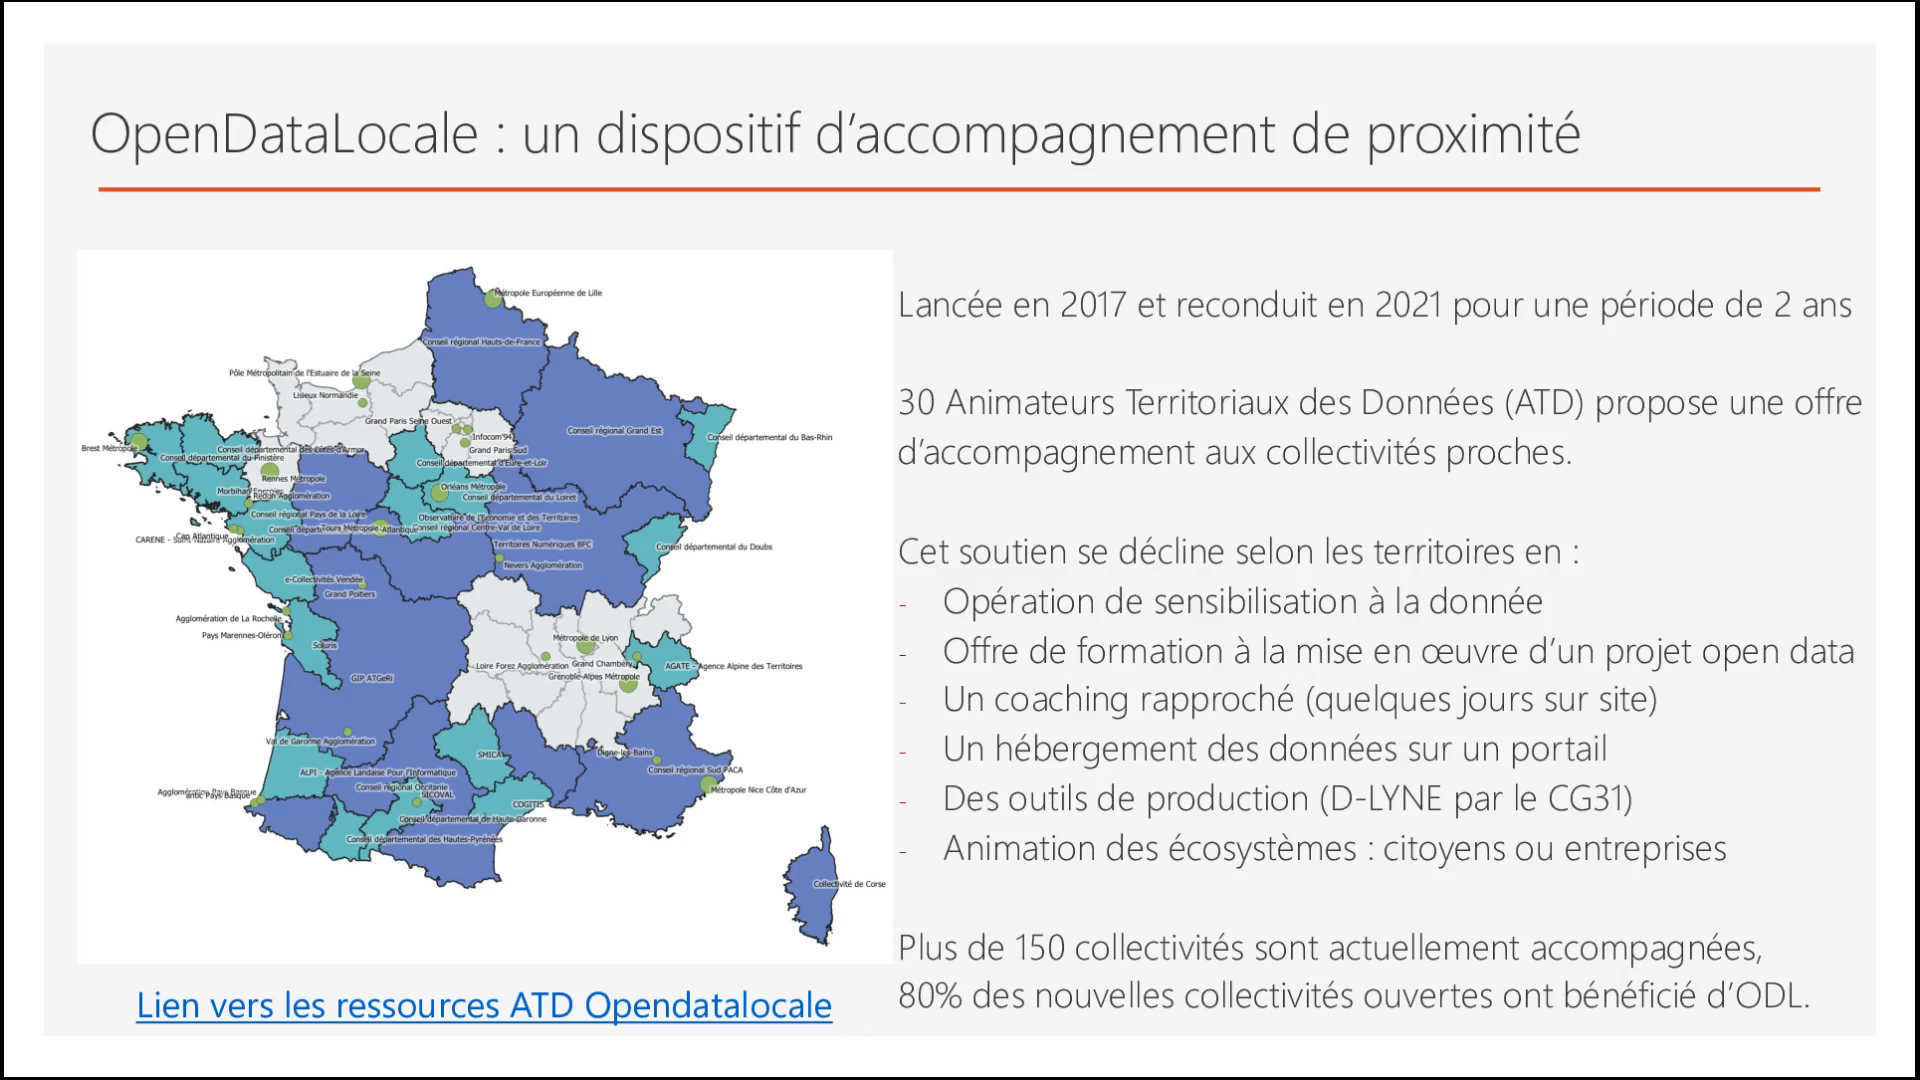 OpenDataLocale : un dispositif d’accompagnement de proximité
Métropole Européenne de Lille
Conseil régional Hauts-de-France
Pôle Métropolitain de l'Estuaire de la Seine
Lisieux Normandie
Grand Paris Seine Ouest
Infocom'94
Grand Paris Sud
Conseil régional Grand Est
Conseil départemental du Bas-Rhin
Brest Métropole
Conseil départemental des Côtes-d'Armor
Conseil départemental du Finistère
Conseil départemental d'Eure-et-Loir
Rennes Métropole
Morbihan Energies
Redon Agglomération
Orléans Métropole
Conseil départemental du Loiret
Conseil régional Pays de la Loire
Observatoire de l'Economie et des Territoires
Tours Métropole
Conseil régional Centre-Val de Loire
Cap Atlantique
CARENE - Saint-Nazaire Agglomération
Territoires Numériques BFC
Conseil départemental du Doubs
Nevers Agglomération
e-Collectivités Vendée
Grand Poitiers
Agglomération de La Rochelle
Pays Marennes-Oléron
Soluris
Métropole de Lyon
Loire Forez Agglomération
Grand Chambéry
AGATE - Agence Alpine des Territoires
Grenoble-Alpes Métropole
GIP ATGeRi
Val de Garonne Agglomération
SMICA
Digne-les-Bains
Conseil régional Sud PACA
ALPI - Agence Landaise Pour l'Informatique
Conseil régional Occitanie
SICOVAL
Métropole Nice Côte d'Azur
Agglomération Pays Basque
COGITIS
Conseil départemental de Haute-Garonne
Conseil départemental des Hautes-Pyrénées
Collectivité de Corse
Lien vers les ressources ATD Opendatalocale
Lancée en 2017 et reconduit en 2021 pour une période de 2 ans
30 Animateurs Territoriaux des Données (ATD) propose une offre
d’accompagnement aux collectivités proches.
Cet soutien se décline selon les territoires en :
- Opération de sensibilisation à la donnée
- Offre de formation à la mise en œuvre d’un projet open data
- Un coaching rapproché (quelques jours sur site)
- Un hébergement des données sur un portail
- Des outils de production (D-LYNE par le CG31)
- Animation des écosystèmes : citoyens ou entreprises
Plus de 150 collectivités sont actuellement accompagnées,
80% des nouvelles collectivités ouvertes ont bénéficié d’ODL.